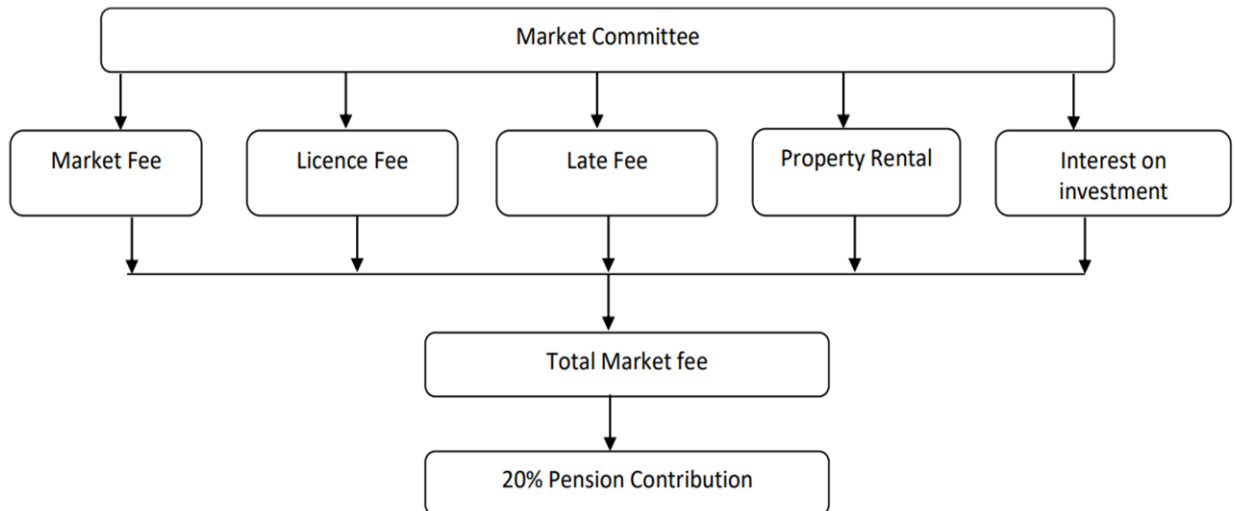 Market Committee
Market Fee
Licence Fee
Late Fee
Property Rental
Interest on
investment
Total Market fee
20% Pension Contribution